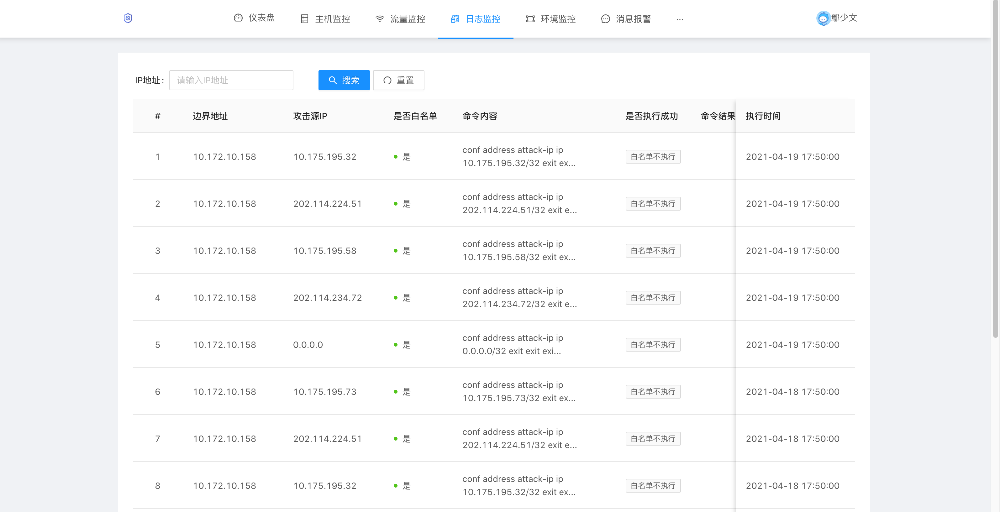 仪表盘 主机监控 流量监控 日志监控 环境监控 消息报警 ... 鄢少文
IP地址: 请输入IP地址 搜索 重置
# 边界地址 攻击源IP 是否白名单 命令内容 是否执行成功 命令结果 执行时间
1 10.172.10.158 10.175.195.32 是 conf address attack-ip ip
10.175.195.32/32 exit ex... 白名单不执行 2021-04-19 17:50:00
2 10.172.10.158 202.114.224.51 是 conf address attack-ip ip
202.114.224.51/32 exit e... 白名单不执行 2021-04-19 17:50:00
3 10.172.10.158 10.175.195.58 是 conf address attack-ip ip
10.175.195.58/32 exit ex... 白名单不执行 2021-04-19 17:50:00
4 10.172.10.158 202.114.234.72 是 conf address attack-ip ip
202.114.234.72/32 exit e... 白名单不执行 2021-04-19 17:50:00
5 10.172.10.158 0.0.0.0 是 conf address attack-ip ip
0.0.0.0/32 exit exit exi... 白名单不执行 2021-04-19 17:50:00
6 10.172.10.158 10.175.195.73 是 conf address attack-ip ip
10.175.195.73/32 exit ex... 白名单不执行 2021-04-18 17:50:00
7 10.172.10.158 202.114.224.51 是 conf address attack-ip ip
202.114.224.51/32 exit e... 白名单不执行 2021-04-18 17:50:00
8 10.172.10.158 10.175.195.32 是 conf address attack-ip ip
10.175.195.32/32 exit ex... 白名单不执行 2021-04-18 17:50:00